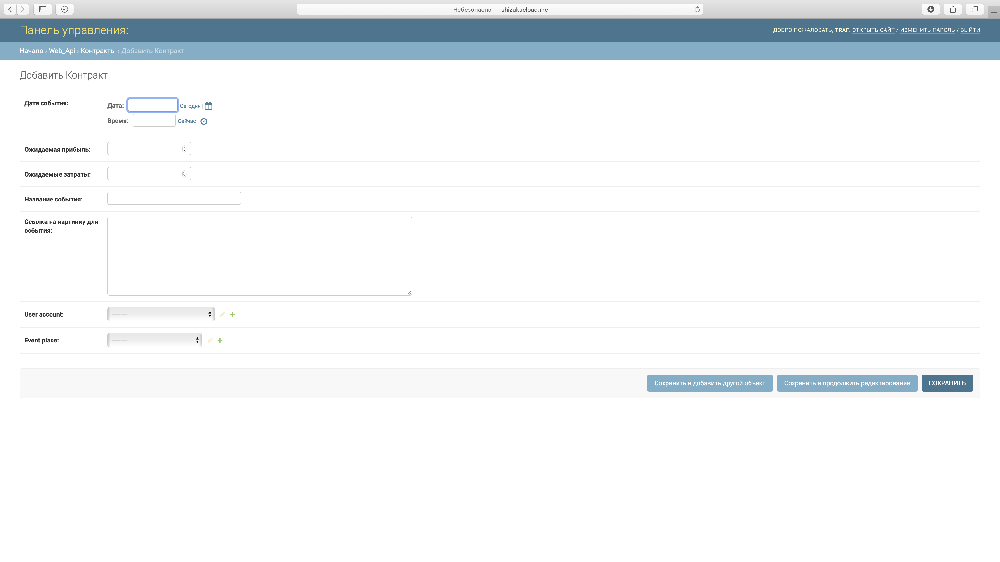 Небезопасно — shizukucloud.me
Панель управления:
ДОБРО ПОЖАЛОВАТЬ, TRAF. ОТКРЫТЬ САЙТ / ИЗМЕНИТЬ ПАРОЛЬ / ВЫЙТИ
Начало › Web_Api › Контракты › Добавить Контракт
Добавить Контракт
Дата события:
Дата: Сегодня |
Время: Сейчас |
Ожидаемая прибыль:
Ожидаемые затраты:
Название события:
Ссылка на картинку для
события:
User account: ---------
Event place: ---------
Сохранить и добавить другой объект Сохранить и продолжить редактирование СОХРАНИТЬ